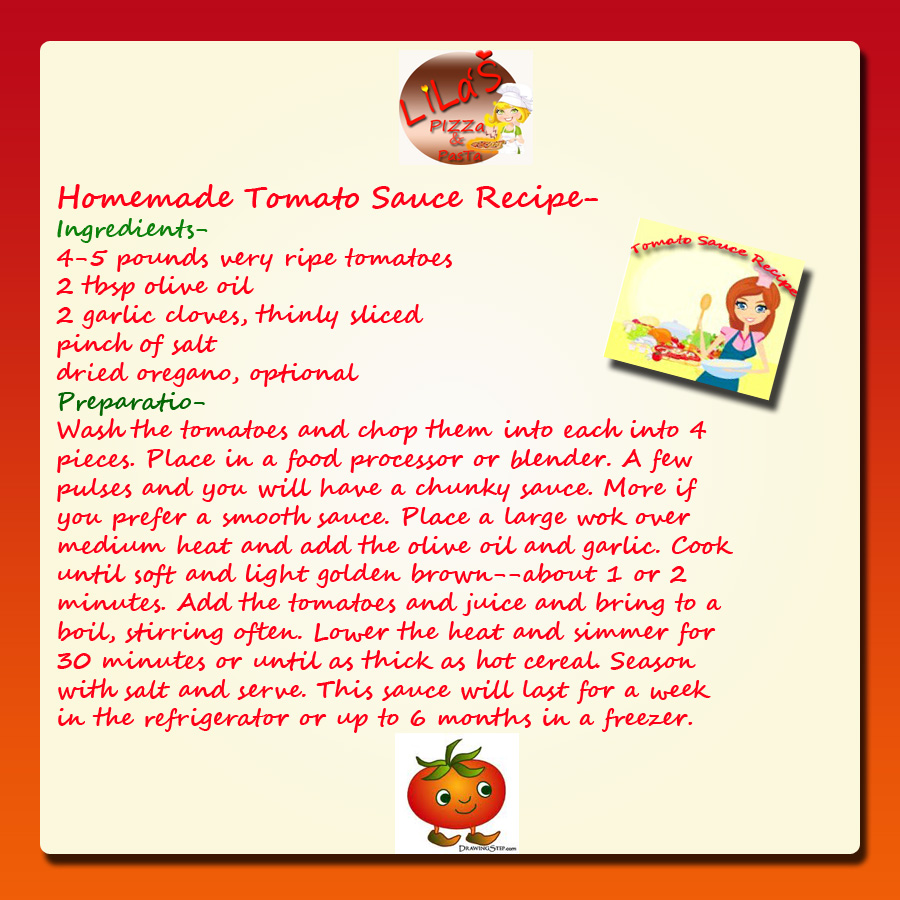 LiLa'S
PIZZa
&
PasTa
Homemade Tomato Sauce Recipe-
Ingredients-
4-5 pounds very ripe tomatoes
2 tbsp olive oil
2 garlic cloves, thinly sliced
pinch of salt
dried oregano, optional
Tomato Sauce Recipe
Preparatio-
Wash the tomatoes and chop them into each into 4
pieces. Place in a food processor or blender. A few
pulses and you will have a chunky sauce. More if
you prefer a smooth sauce. Place a large wok over
medium heat and add the olive oil and garlic. Cook
until soft and light golden brown--about 1 or 2
minutes. Add the tomatoes and juice and bring to a
boil, stirring often. Lower the heat and simmer for
30 minutes or until as thick as hot cereal. Season
with salt and serve. This sauce will last for a week
in the refrigerator or up to 6 months in a freezer.
DrawingStep.com